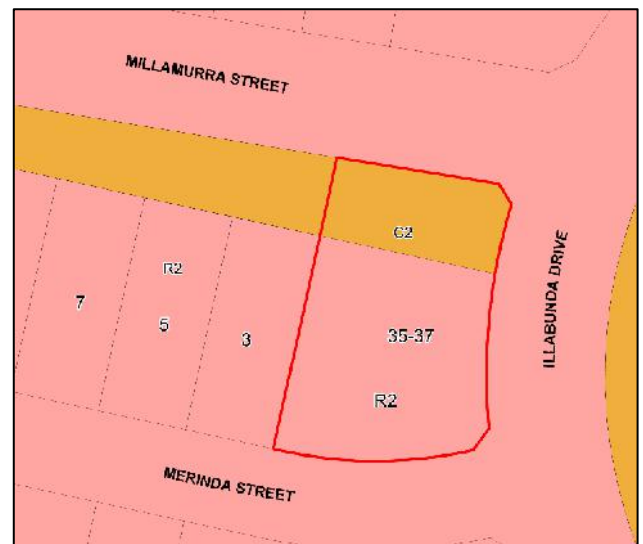 MILLAMURRA STREET
C2
ILLABUNDA DRIVE
R2
7
5
3
35-37
R2
MERINDA STREET